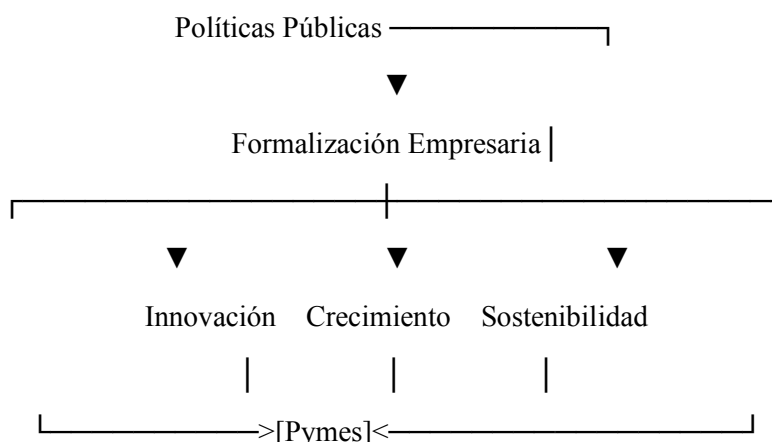 Políticas Públicas
Formalización Empresaria
Innovación Crecimiento Sostenibilidad
>[Pymes]<